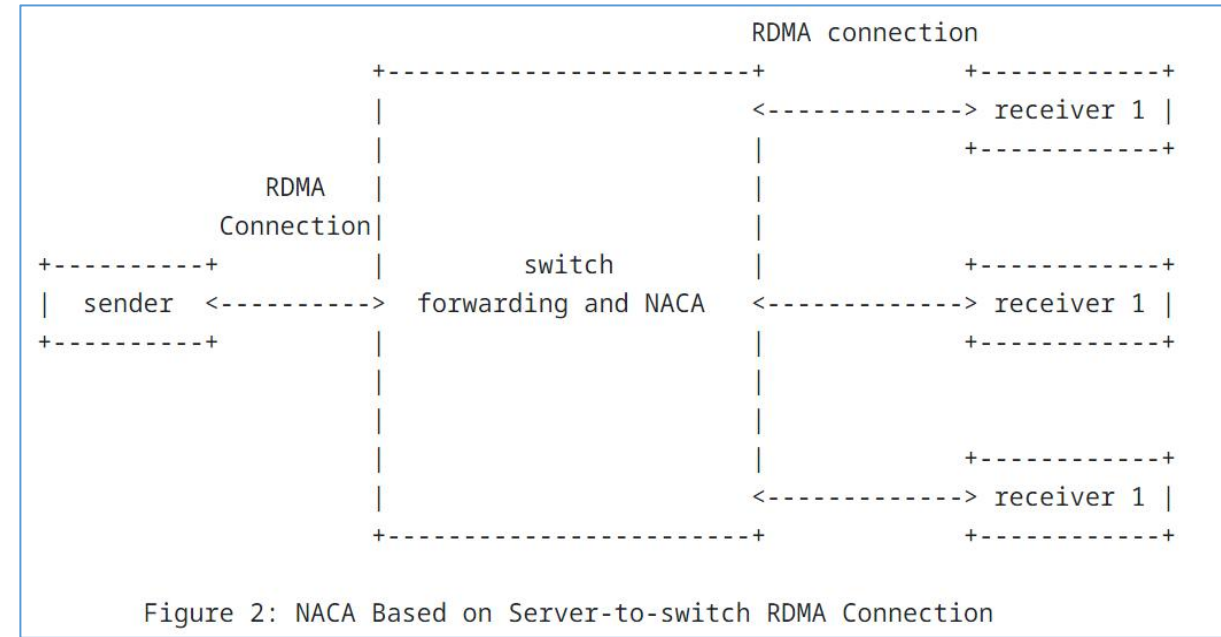 RDMA connection
+------------------------+ +------------+
| <-------------> receiver 1 |
| | +------------+
RDMA | |
Connection| |
+----------+ | switch | +------------+
| sender <----------> forwarding and NACA <-------------> receiver 1 |
+----------+ | | +------------+
| |
| |
| | +------------+
| <-------------> receiver 1 |
+------------------------+ +------------+
Figure 2: NACA Based on Server-to-switch RDMA Connection